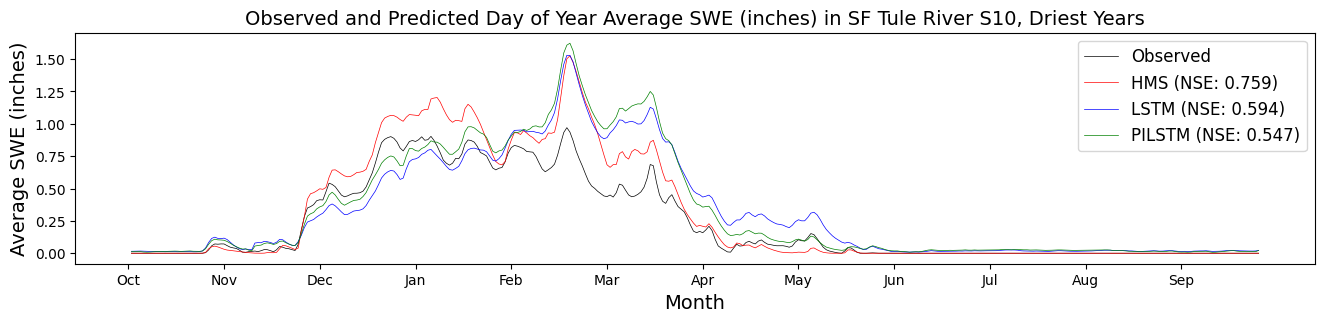 Observed and Predicted Day of Year Average SWE (inches) in SF Tule River S10, Driest Years
Average SWE (inches)
1.50
1.25
1.00
0.75
0.50
0.25
0.00
Observed
HMS (NSE: 0.759)
LSTM (NSE: 0.594)
PILSTM (NSE: 0.547)
Oct Nov Dec Jan Feb Mar Apr May Jun Jul Aug Sep
Month